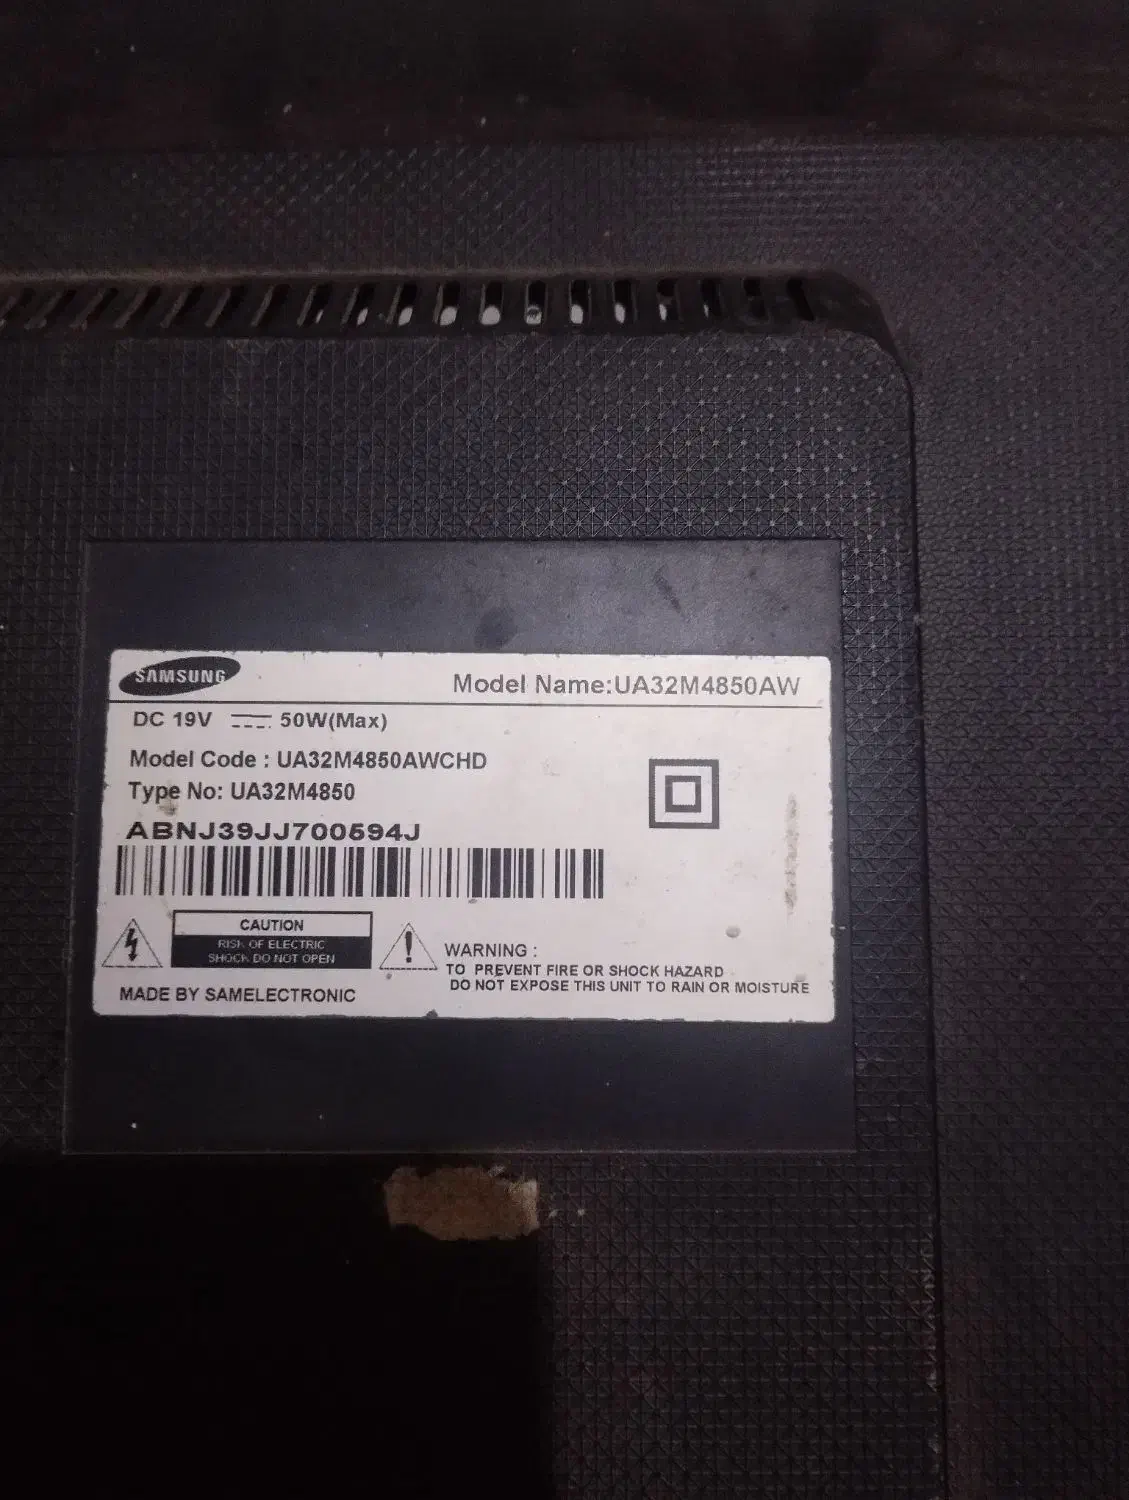 SAMSUNG
Model Name:UA32M4850AW
DC 19V 50W(Max)
Model Code : UA32M4850AWCHD
Type No: UA32M4850
ABNJ39JJ700594J
CAUTION
RISK OF ELECTRIC
SHOCK DO NOT OPEN
WARNING :
TO PREVENT FIRE OR SHOCK HAZARD
DO NOT EXPOSE THIS UNIT TO RAIN OR MOISTURE
MADE BY SAMELECTRONIC